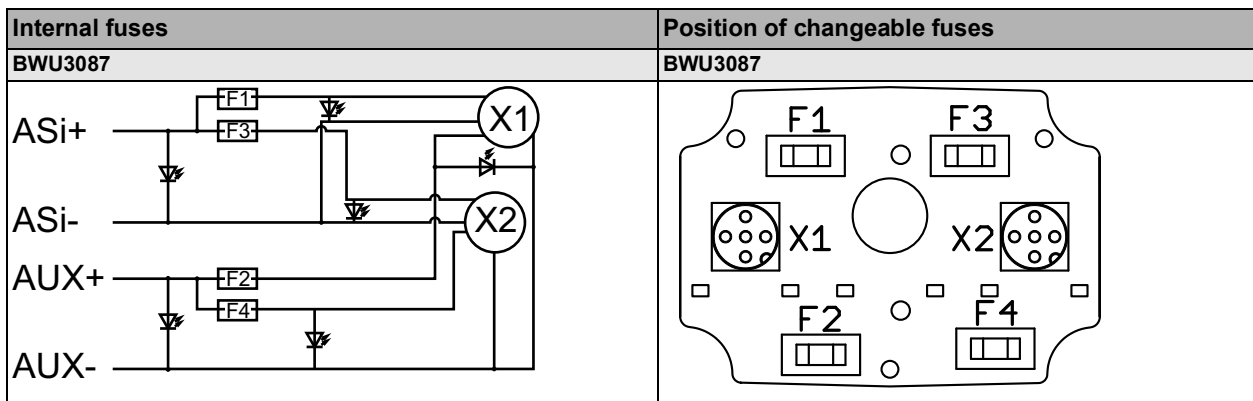 Internal fuses
Position of changeable fuses
BWU3087
BWU3087
F1
X1
ASi+
F3
ASi-
X2
AUX+
F2
F4
AUX-
F1
F3
X1
X2
F2
F4